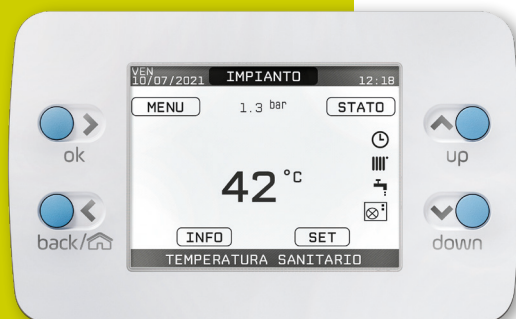 VEN
10/07/2021 IMPIANTO 12:18
MENU 1.3 bar STATO
ok
up
42 °C
back/
down
INFO SET
TEMPERATURA SANITARIO